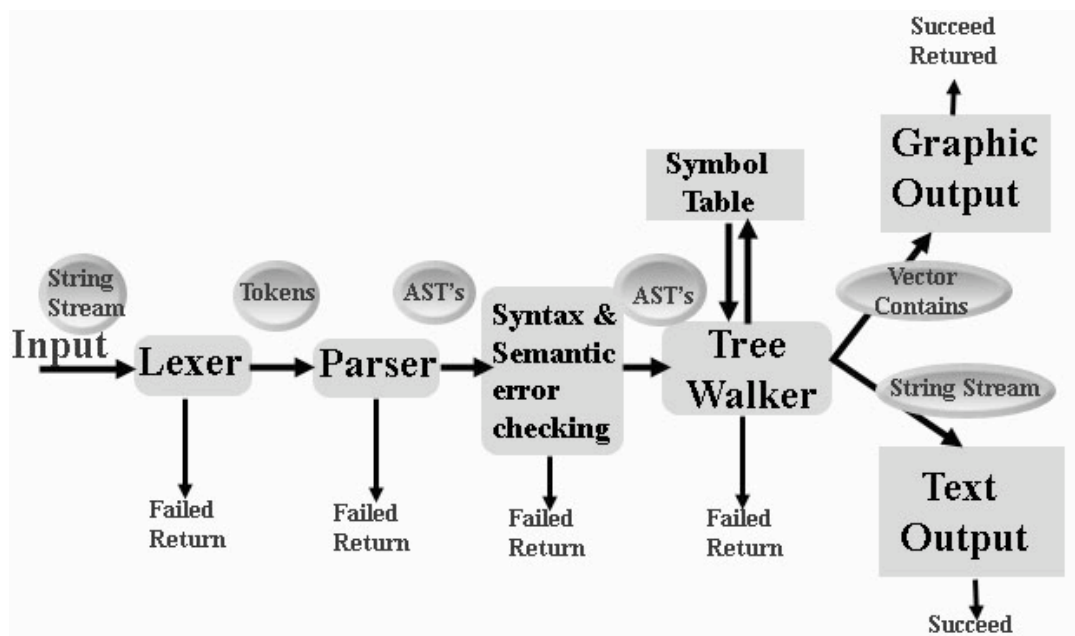 Succeed
Retured
Graphic
Output
Symbol
Table
String
Stream
Tokens
AST's
AST's
Vector
Contains
Input
Lexer
Parser
Syntax &
Semantic
error
checking
Tree
Walker
String Stream
Failed
Return
Failed
Return
Failed
Return
Failed
Return
Text
Output
Succeed